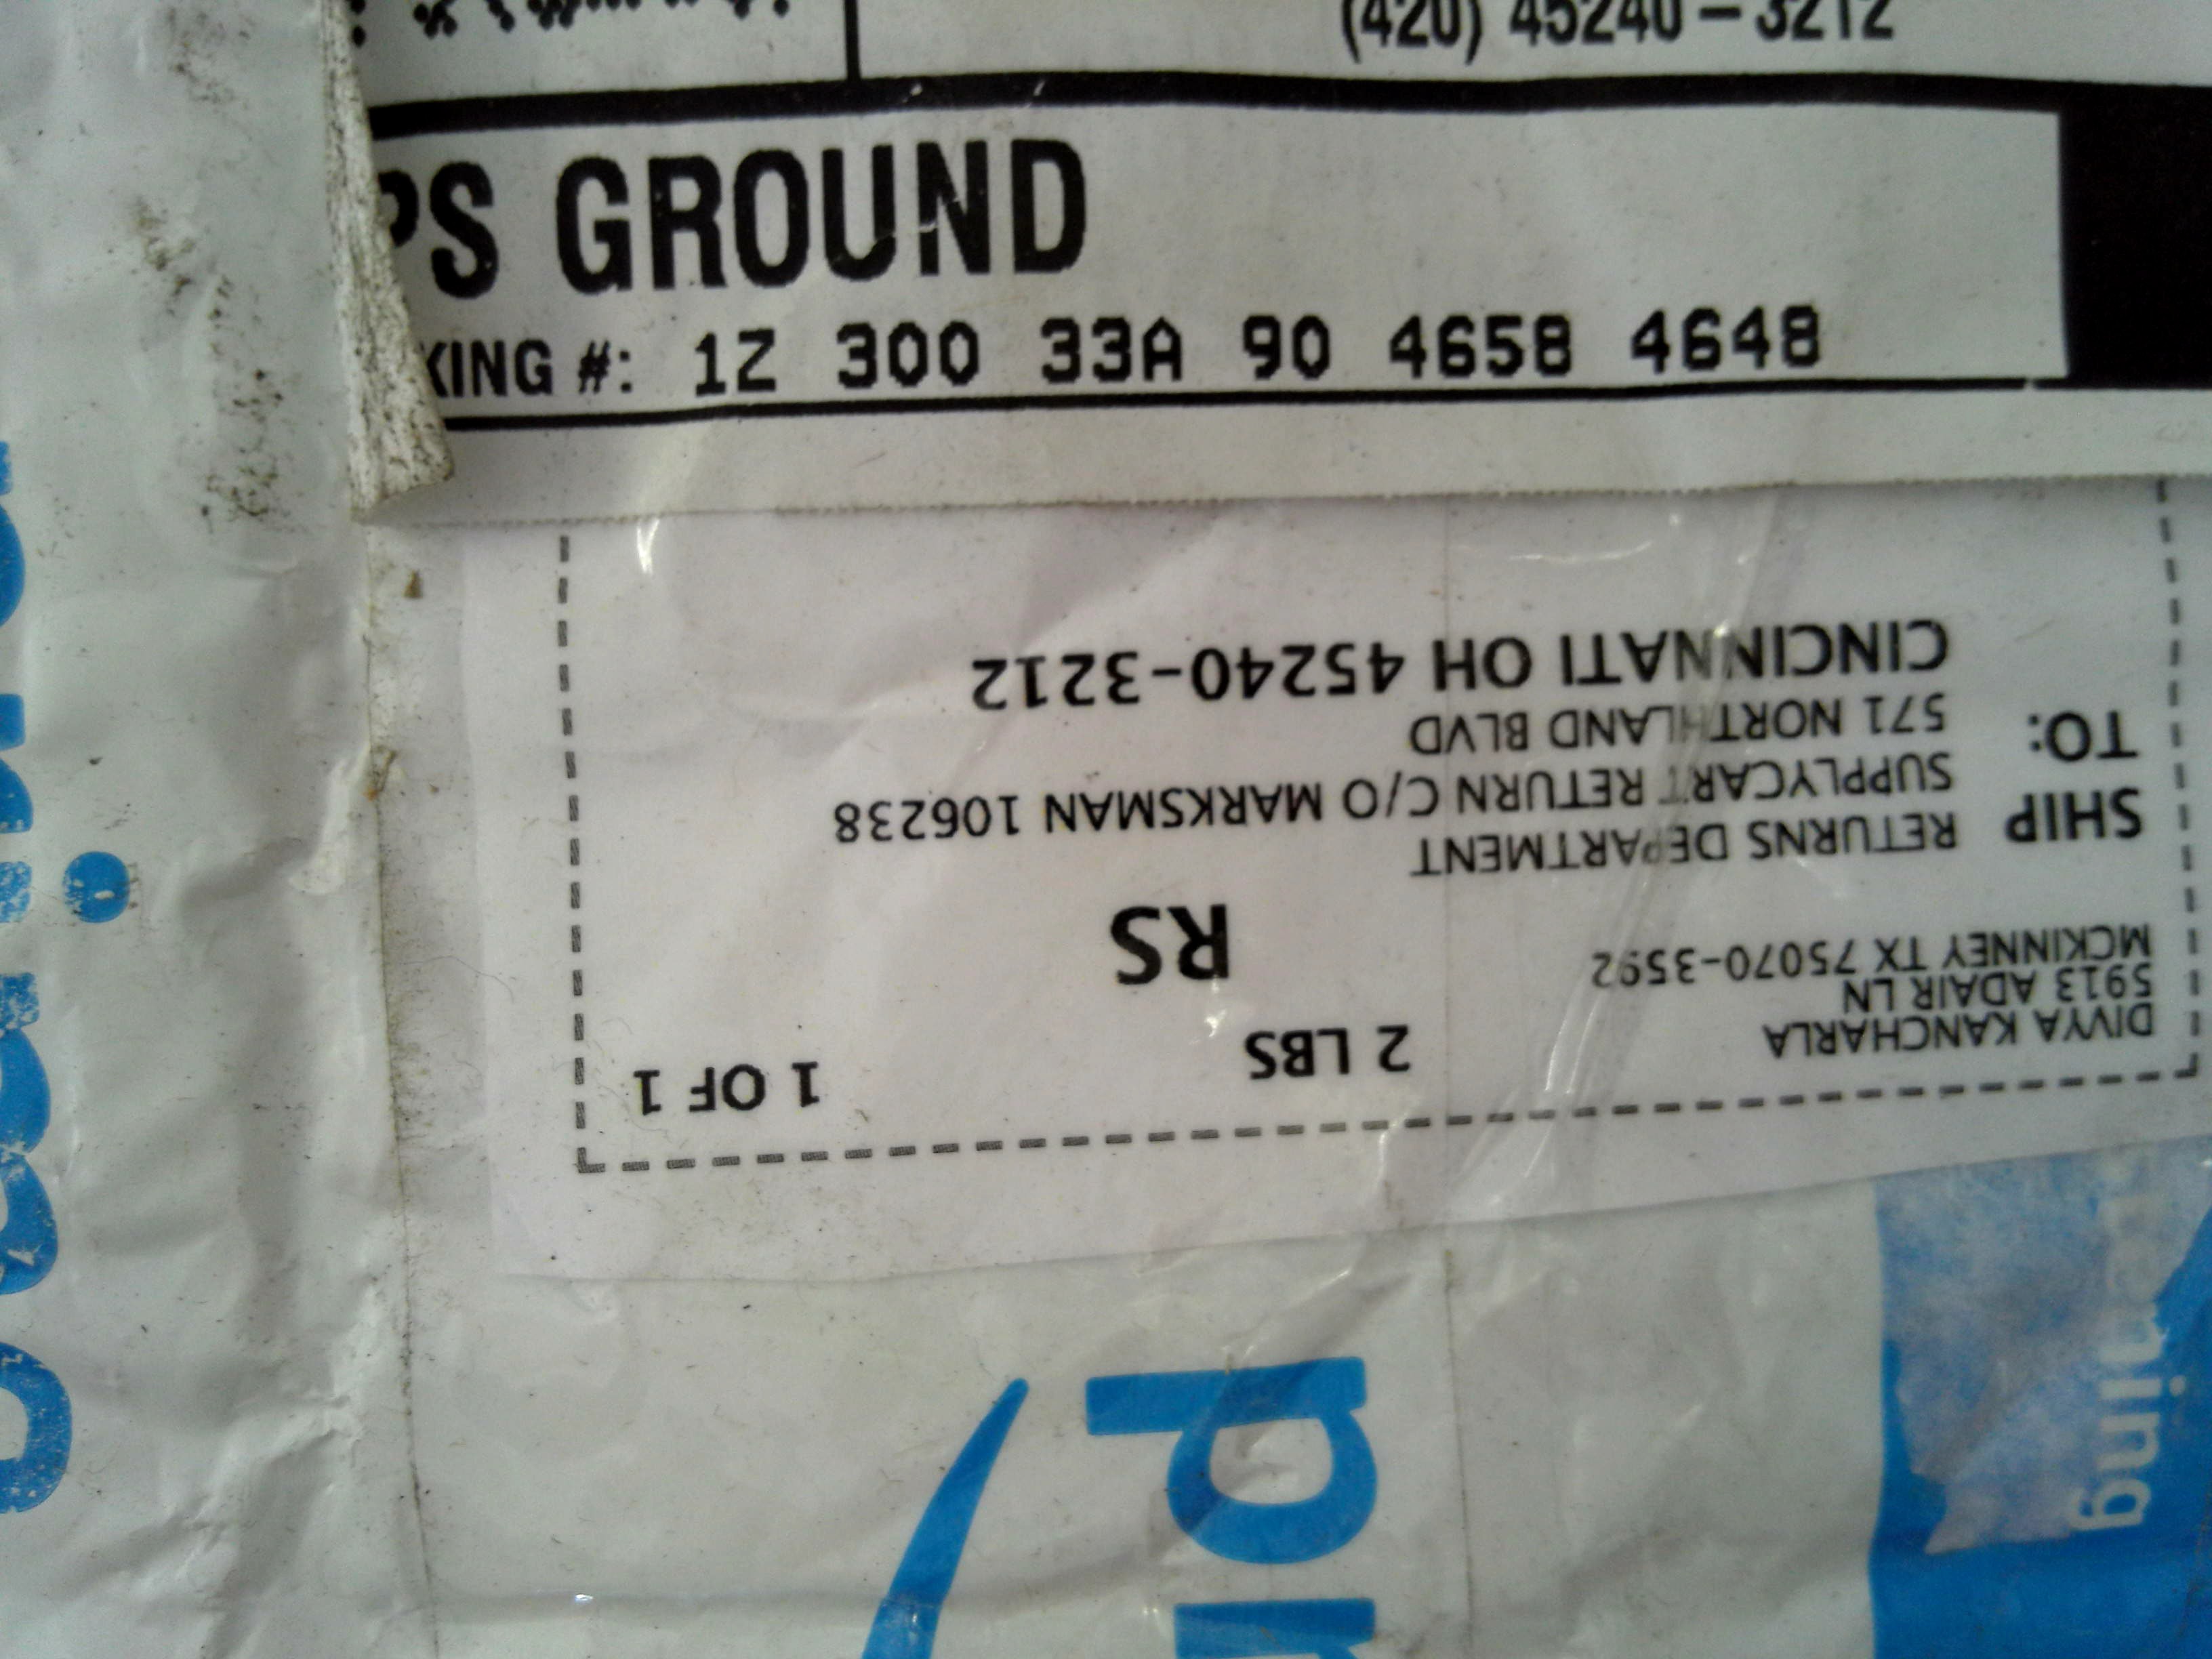 (420) 45240-3212
PS GROUND
KING #: 1Z 300 33A 90 4658 4648
DIVYA KANCHARLA
5913 ADAIR LN
MCKINNEY TX 75070-3592
2 LBS
1 OF 1
RS
SHIP
TO:
RETURNS DEPARTMENT
SUPPLYCART RETURN C/O MARKSMAN 106238
571 NORTHLAND BLVD
CINCINNATI OH 45240-3212